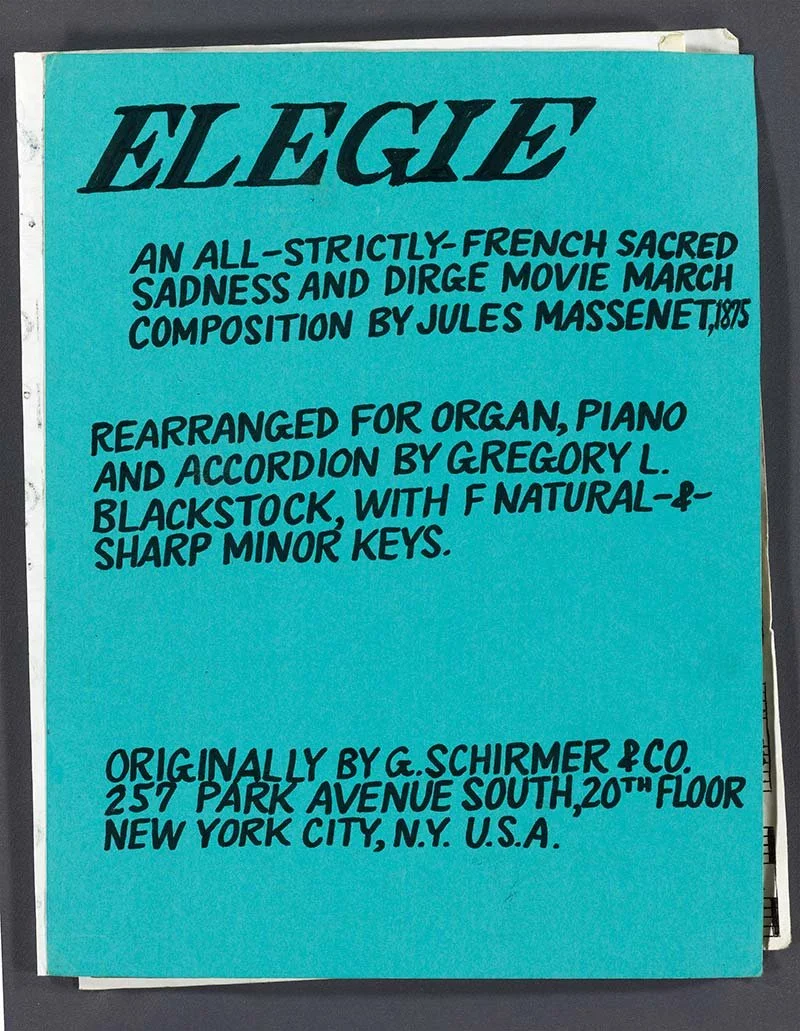 ELEGIE
AN ALL-STRICTLY-FRENCH SACRED
SADNESS AND DIRGE MOVIE MARCH
COMPOSITION BY JULES MASSENET, 1875
REARRANGED FOR ORGAN, PIANO
AND ACCORDION BY GREGORY L.
BLACKSTOCK, WITH F NATURAL-&-
SHARP MINOR KEYS.
ORIGINALLY BY G. SCHIRMER & CO.
257 PARK AVENUE SOUTH, 20TH FLOOR
NEW YORK CITY, N.Y. U.S.A.